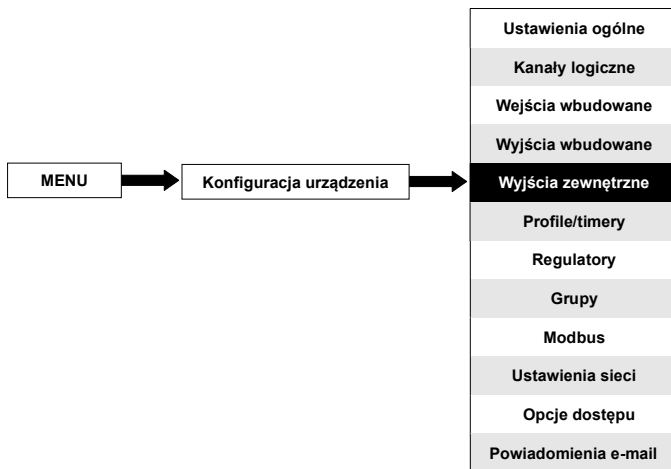 MENU
Konfiguracja urządzenia
Ustawienia ogólne
Kanały logiczne
Wejścia wbudowane
Wyjścia wbudowane
Wyjścia zewnętrzne
Profile/timery
Regulatory
Grupy
Modbus
Ustawienia sieci
Opcje dostępu
Powiadomienia e-mail